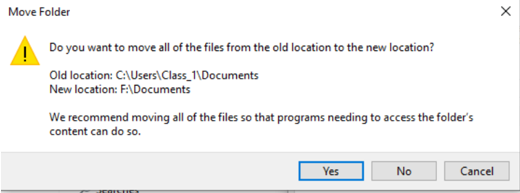 Move Folder
Do you want to move all of the files from the old location to the new location?
Old location: C:\Users\Class_1\Documents
New location: F:\Documents
We recommend moving all of the files so that programs needing to access the folder's
content can do so.
Yes No Cancel